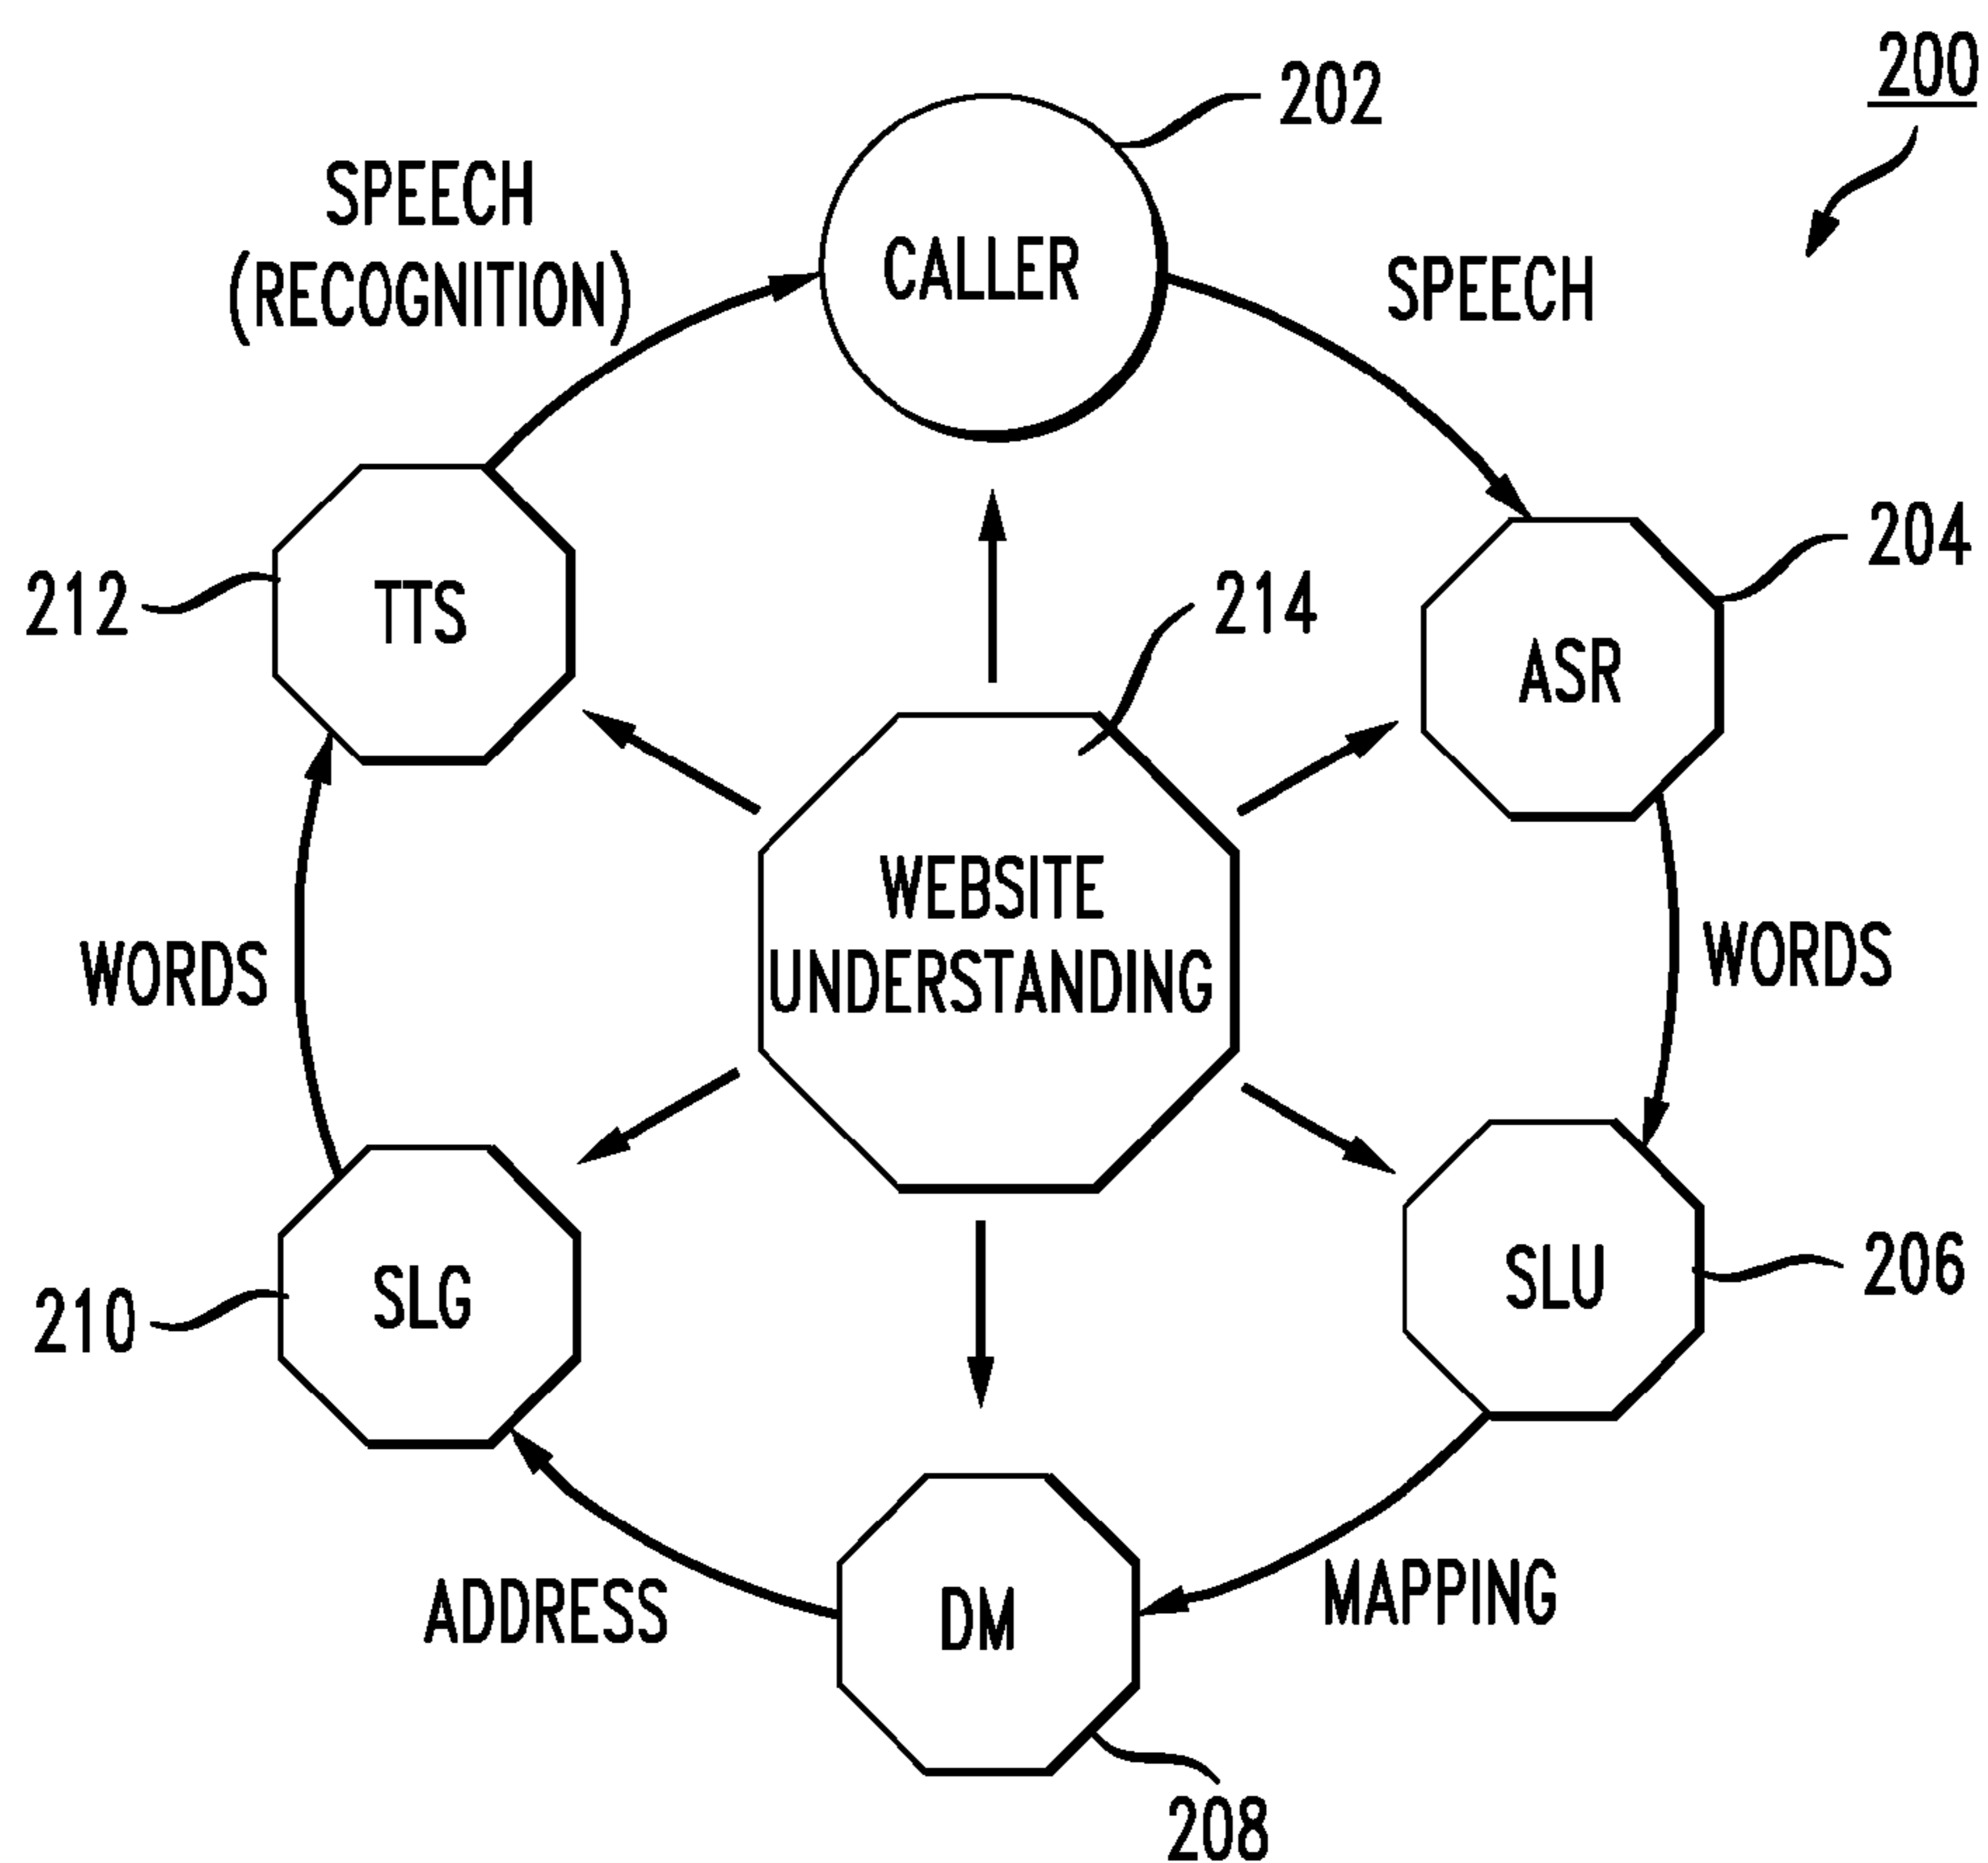 200
202
SPEECH
(RECOGNITION)
CALLER
SPEECH
204
212
TTS
214
ASR
WEBSITE
UNDERSTANDING
WORDS
WORDS
206
SLU
210
SLG
ADDRESS
DM
MAPPING
208